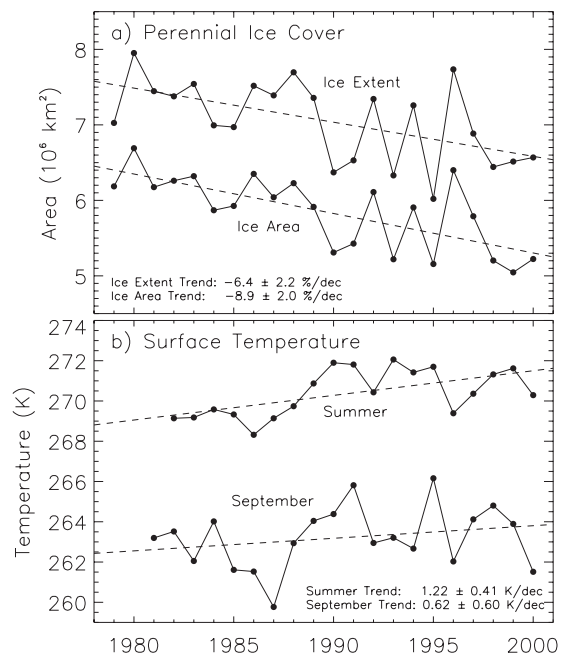 a) Perennial Ice Cover
8
7
6
5
Area (10⁶ km²)
Ice Extent
Ice Area
Ice Extent Trend: −6.4 ± 2.2 %/dec
Ice Area Trend: −8.9 ± 2.0 %/dec
b) Surface Temperature
274
272
270
268
266
264
262
260
Temperature (K)
Summer
September
Summer Trend: 1.22 ± 0.41 K/dec
September Trend: 0.62 ± 0.60 K/dec
1980 1985 1990 1995 2000